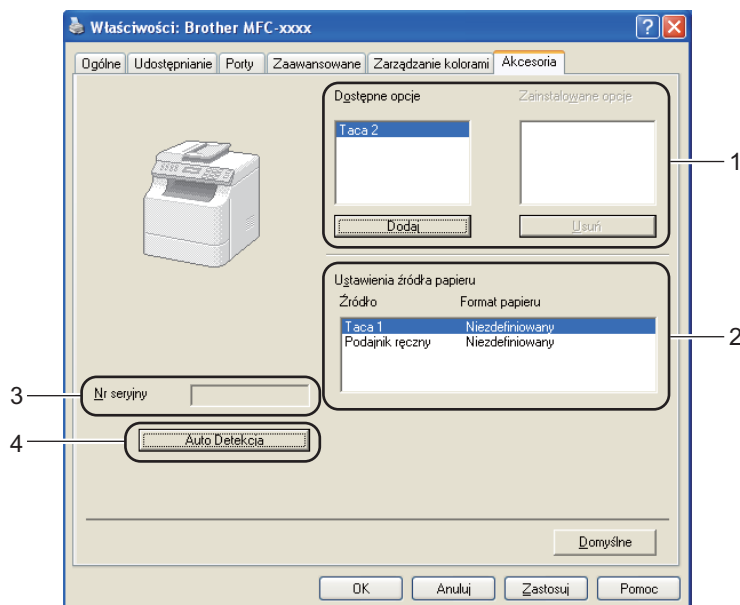 Właściwości: Brother MFC-xxxx
Ogólne Udostępnianie Porty Zaawansowane Zarządzanie kolorami Akcesoria
Dostępne opcje Zainstalowane opcje
Taca 2
1
Dodaj Usuń
Ustawienia źródła papieru
Źródło Format papieru
Taca 1 Niezdefiniowany
Podajnik ręczny Niezdefiniowany
2
3
Nr seryjny
4
Auto Detekcja
Domyślne
OK Anuluj Zastosuj Pomoc